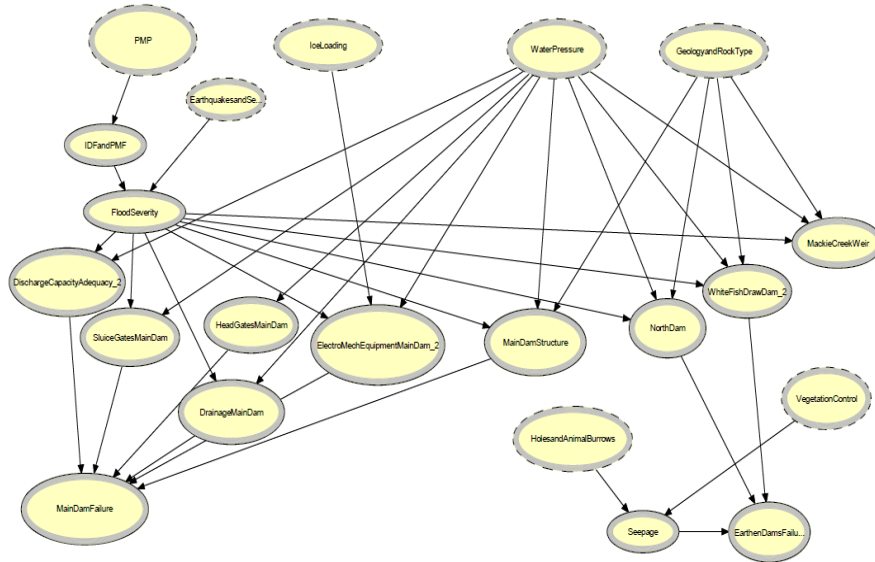 PMP
IceLoading
WaterPressure
GeologyandRockType
EarthquakesandSe...
IDFandPMF
FloodSeverity
MackieCreekWeir
DischargeCapacityAdequacy_2
WhiteFishDrawDam_2
HeadGatesMainDam
NorthDam
SluiceGatesMainDam
ElectroMechEquipmentMainDam_2
MainDamStructure
VegetationControl
DrainageMainDam
HolesandAnimalBurrows
MainDamFailure
Seepage
EarthenDamsFailu...